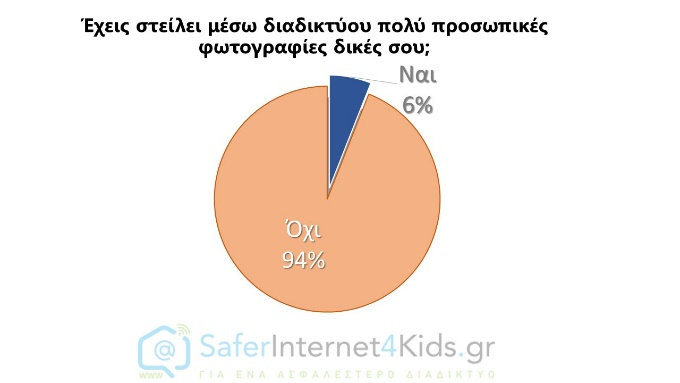 Έχεις στείλει μέσω διαδικτύου πολύ προσωπικές
φωτογραφίες δικές σου;
Ναι
6%
Όχι
94%
@ SaferInternet4Kids.gr
www
ΓΙΑ ΕΝΑ ΑΣΦΑΛΕΣΤΕΡΟ ΔΙΑΔΙΚΤΥΟ